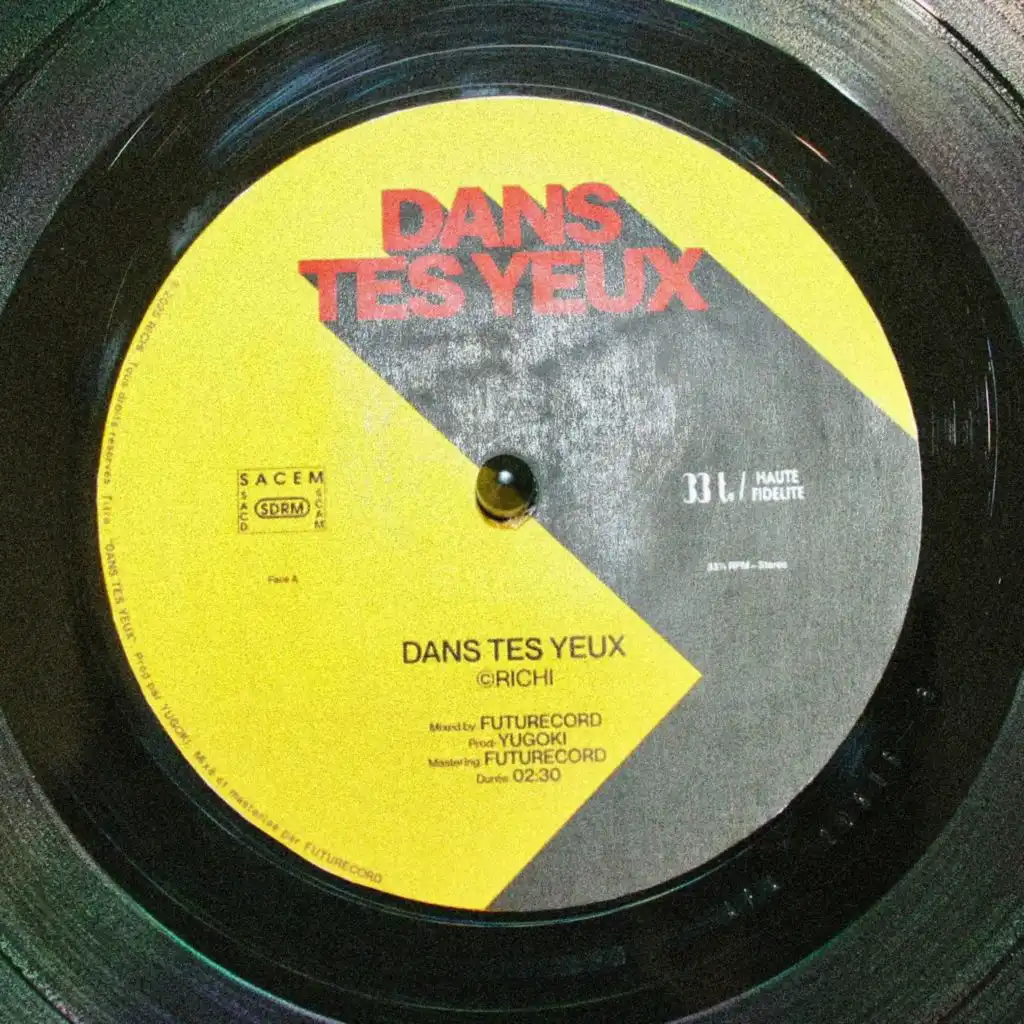 DANS
TES YEUX
© 2025 RICHI. Tous droits réservés. Titre : "DANS TES YEUX". Prod par YUGOKI. Mixé et masterisé par FUTURECORD
SACEM
SACD
SDRM
SCAM
33 t. / HAUTE
FIDELITE
Face A
33⅓ RPM – Stereo
DANS TES YEUX
©RICHI
Mixed by FUTURECORD
Prod YUGOKI
Mastering FUTURECORD
Durée 02:30